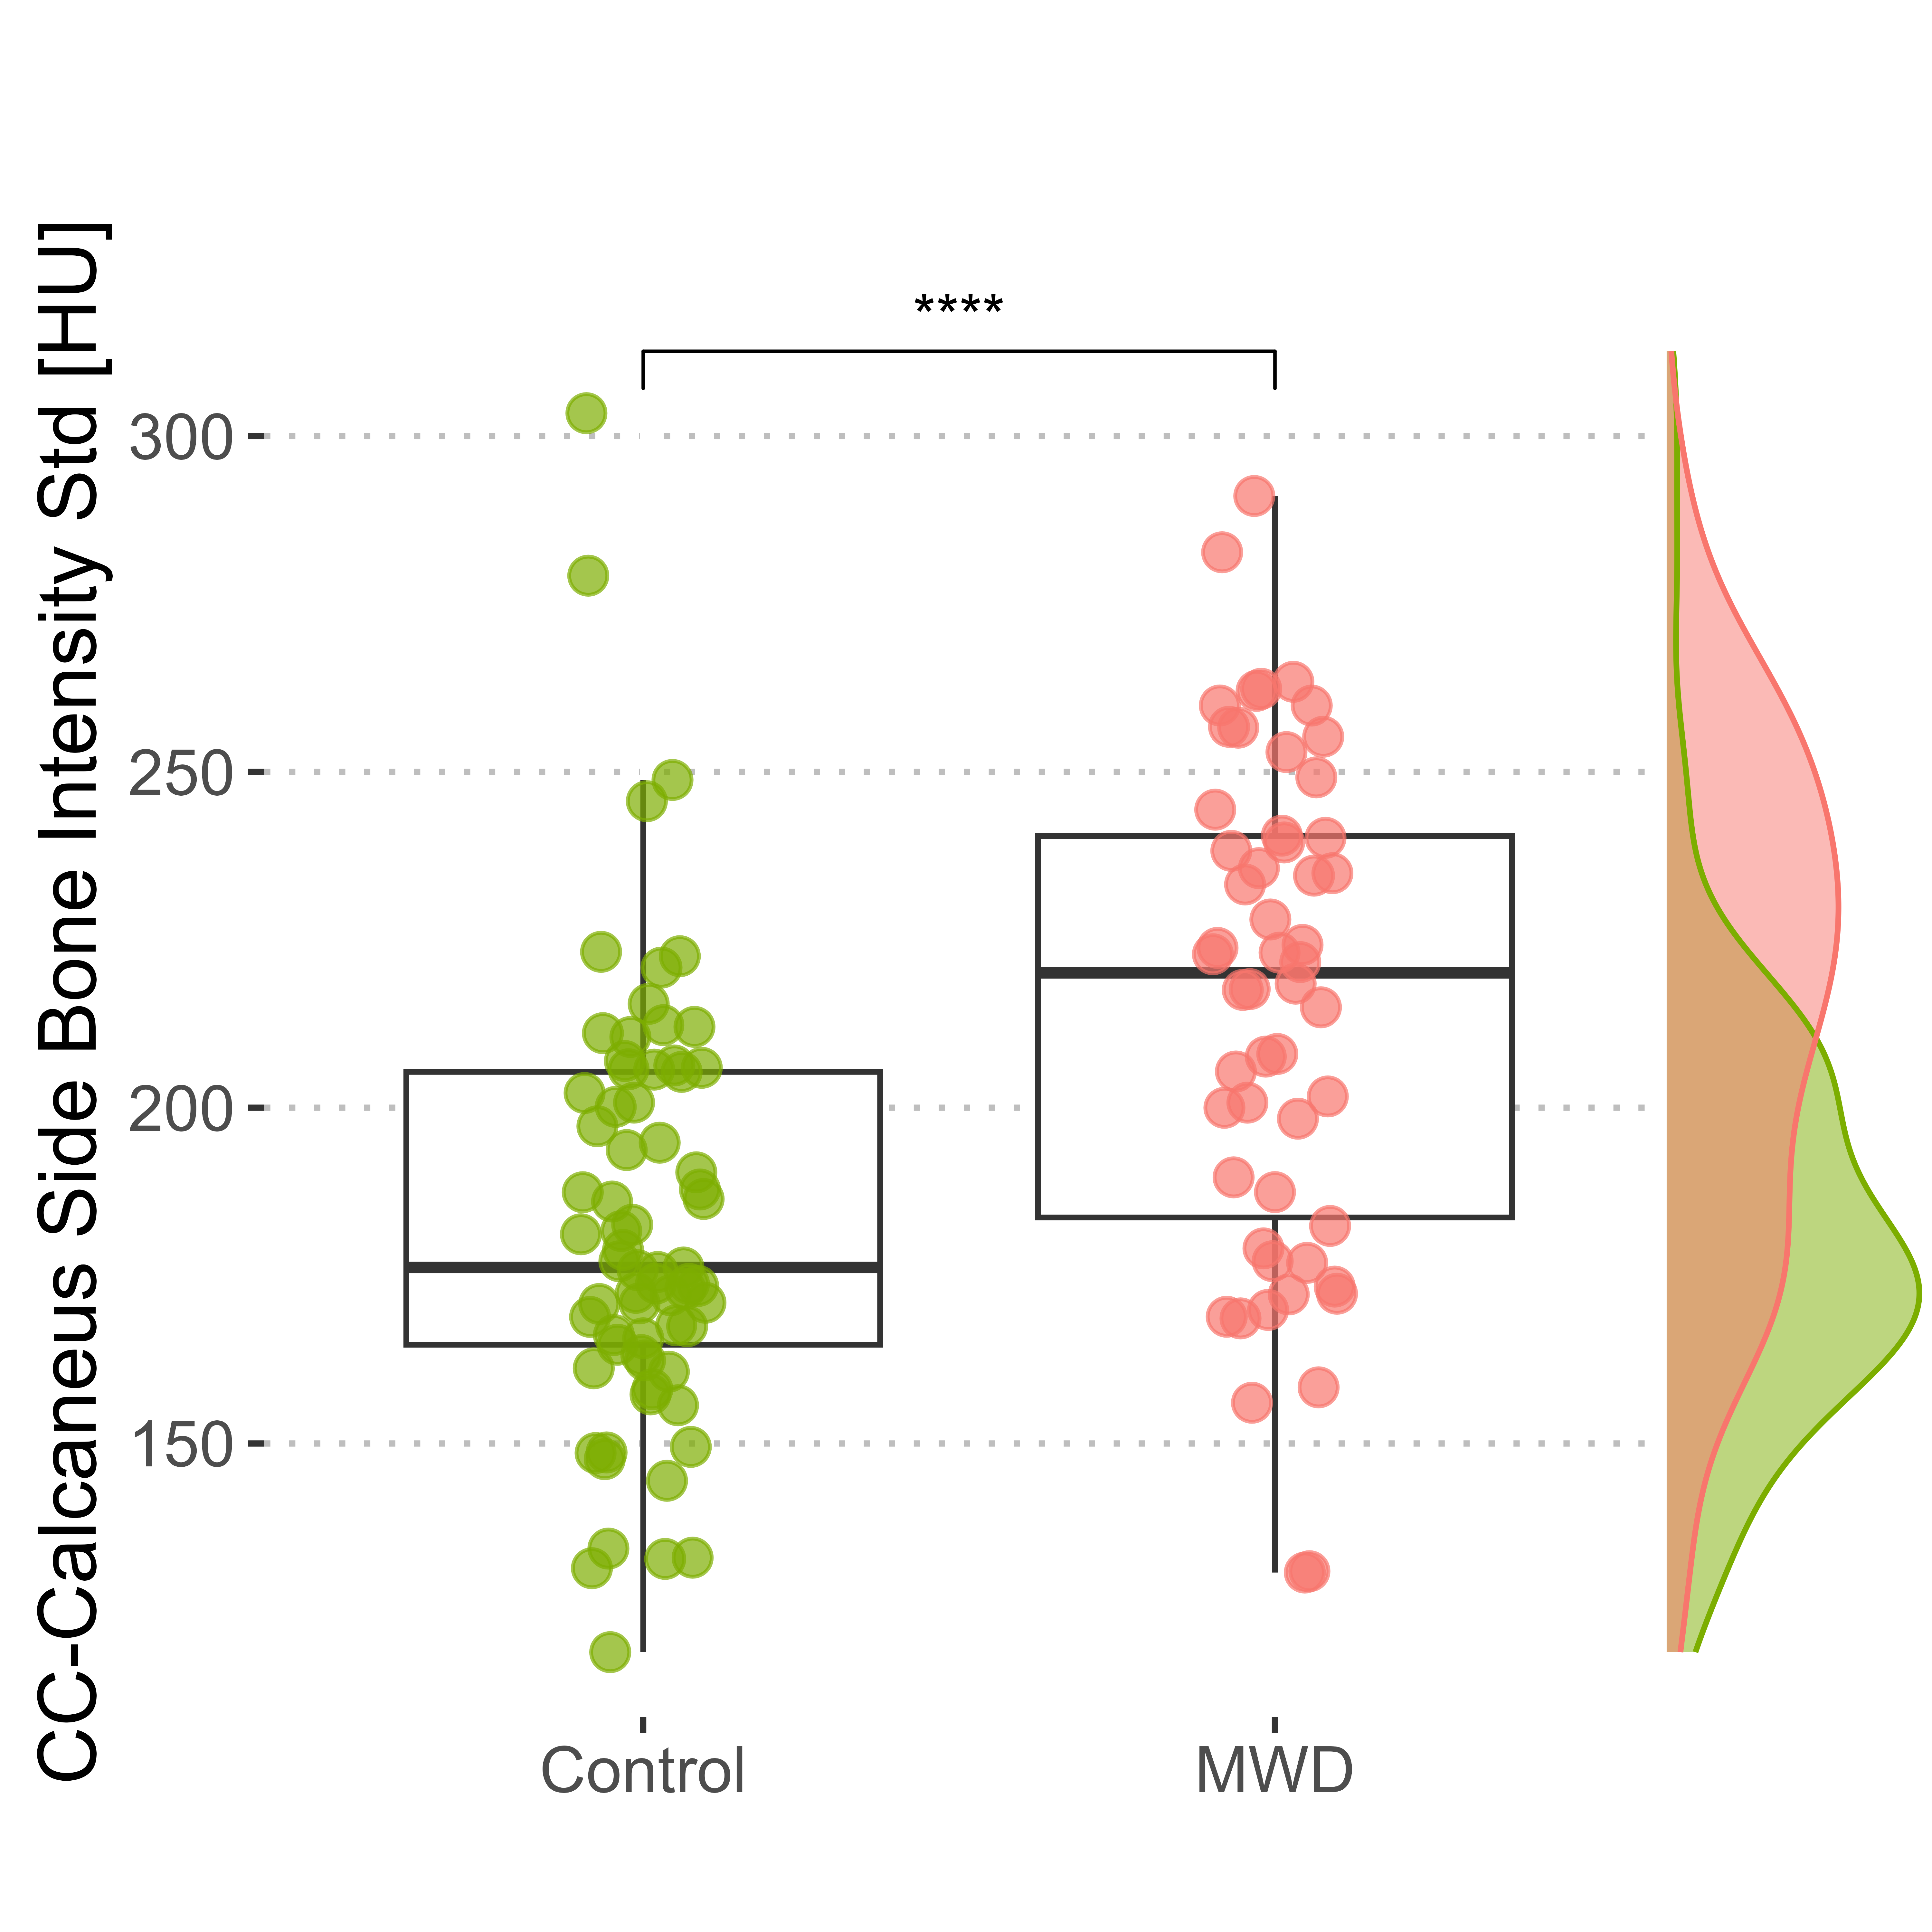 CC-Calcaneus Side Bone Intensity Std [HU]
****
300
250
200
150
Control
MWD